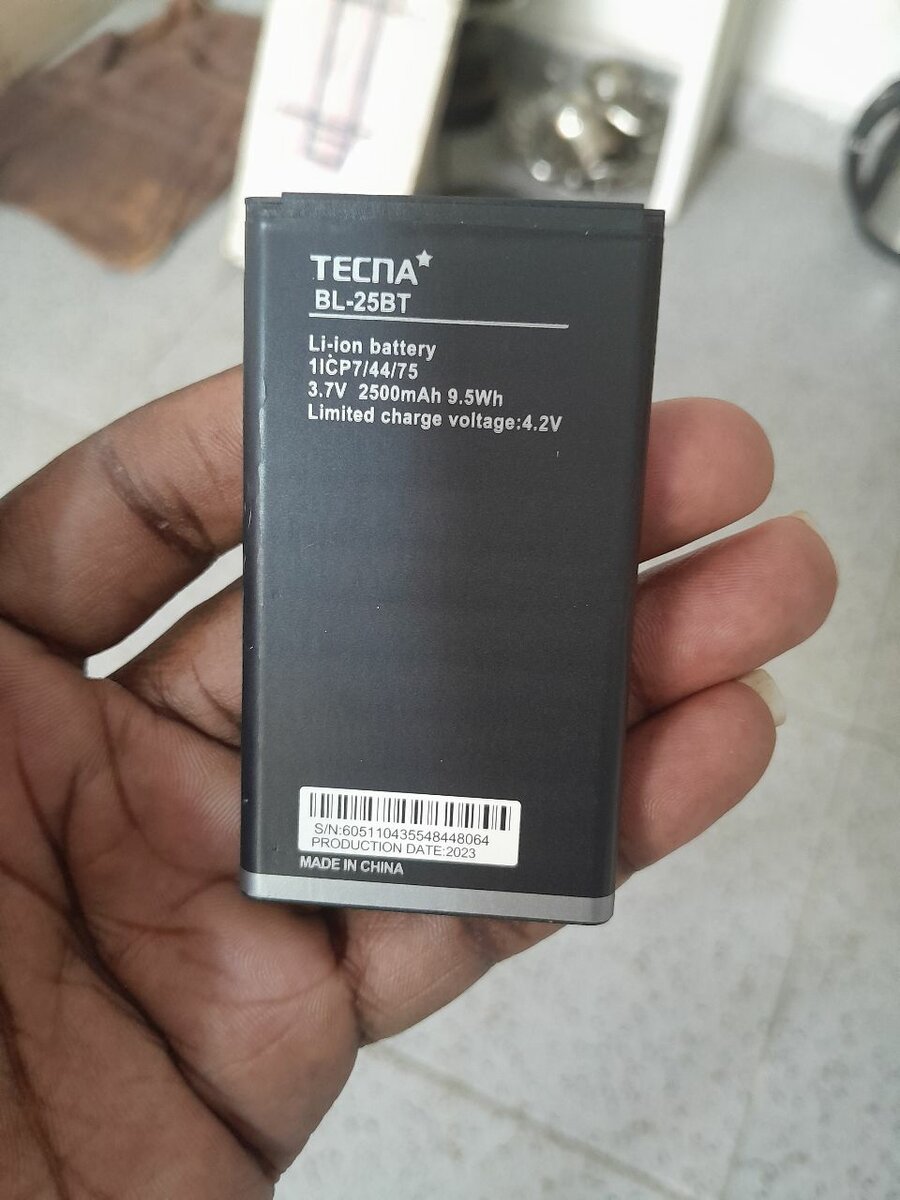 TECNA
BL-25BT
Li-ion battery
1ICP7/44/75
3.7V 2500mAh 9.5Wh
Limited charge voltage:4.2V
S/N:605110435548448064
PRODUCTION DATE:2023
MADE IN CHINA